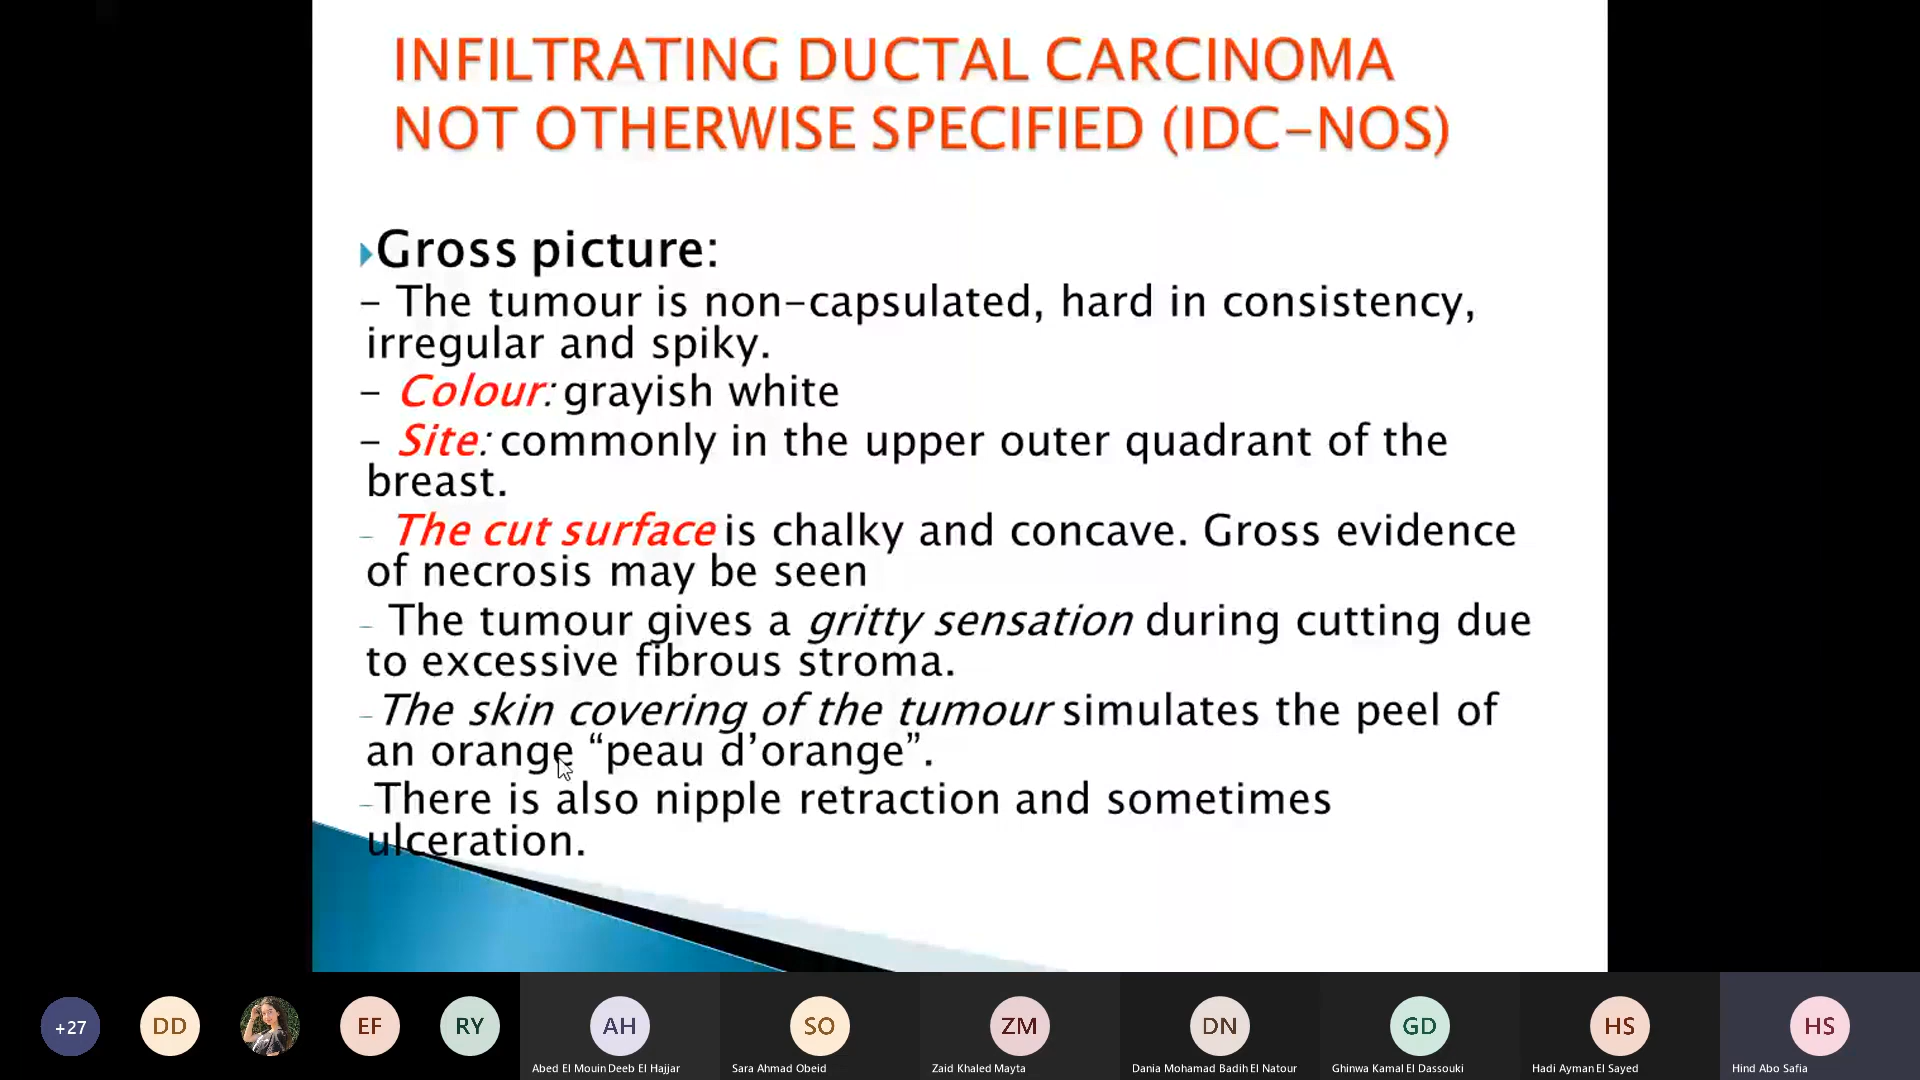 INFILTRATING DUCTAL CARCINOMA
NOT OTHERWISE SPECIFIED (IDC-NOS)
Gross picture:
- The tumour is non-capsulated, hard in consistency,
irregular and spiky.
- Colour: grayish white
- Site: commonly in the upper outer quadrant of the
breast.
- The cut surface is chalky and concave. Gross evidence
of necrosis may be seen
- The tumour gives a gritty sensation during cutting due
to excessive fibrous stroma.
-The skin covering of the tumour simulates the peel of
an orange “peau d’orange”.
-There is also nipple retraction and sometimes
ulceration.
+27 DD EF RY AH SO ZM DN GD HS HS
Abed El Mouin Deeb El Hajjar Sara Ahmad Obeid Zaid Khaled Mayta Dania Mohamad Badih El Natour Ghinwa Kamal El Dassouki Hadi Ayman El Sayed Hind Abo Safia